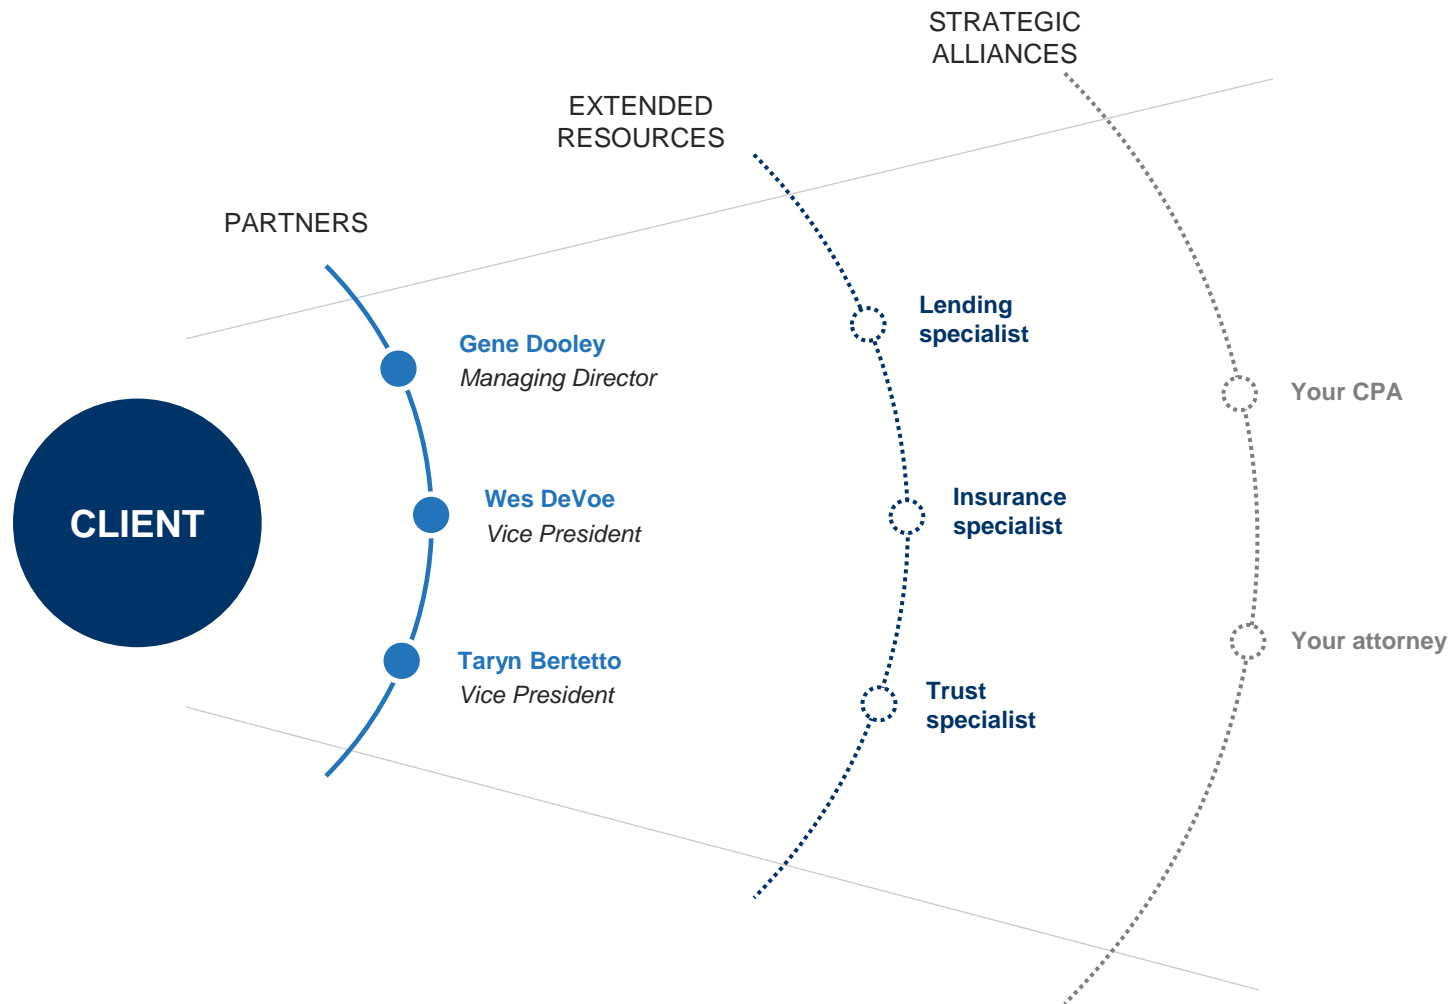 STRATEGIC
ALLIANCES
EXTENDED
RESOURCES
PARTNERS
CLIENT
Gene Dooley
Managing Director
Wes DeVoe
Vice President
Taryn Bertetto
Vice President
Lending
specialist
Insurance
specialist
Trust
specialist
Your CPA
Your attorney